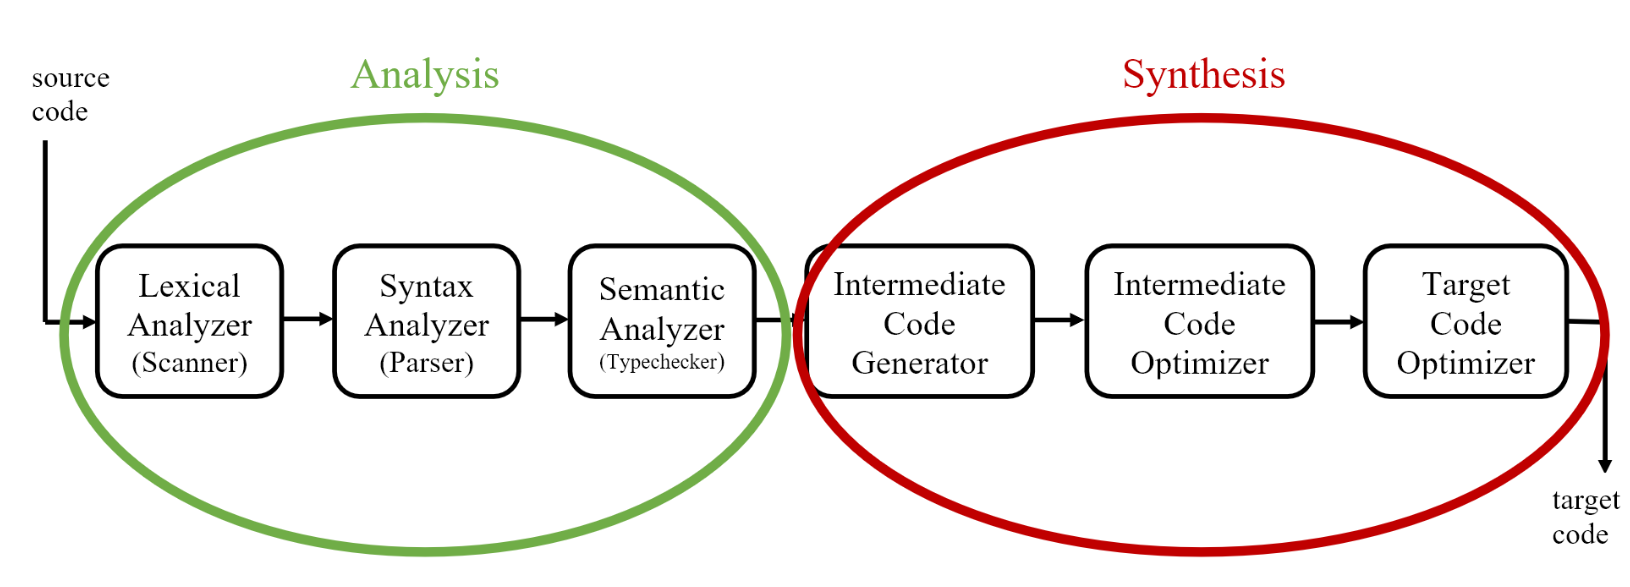 source
code
Analysis
Synthesis
Lexical
Analyzer
(Scanner)
Syntax
Analyzer
(Parser)
Semantic
Analyzer
(Typechecker)
Intermediate
Code
Generator
Intermediate
Code
Optimizer
Target
Code
Optimizer
target
code